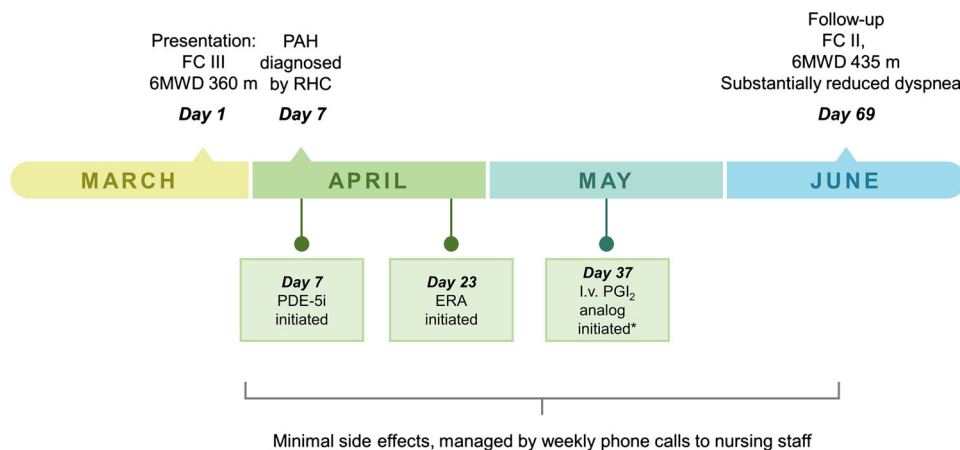 Presentation:
FC III
6MWD 360 m
Day 1
PAH
diagnosed
by RHC
Day 7
Follow-up
FC II,
6MWD 435 m
Substantially reduced dyspnea
Day 69
MARCH
APRIL
MAY
JUNE
Day 7
PDE-5i
initiated
Day 23
ERA
initiated
Day 37
I.v. PGI₂
analog
initiated*
Minimal side effects, managed by weekly phone calls to nursing staff